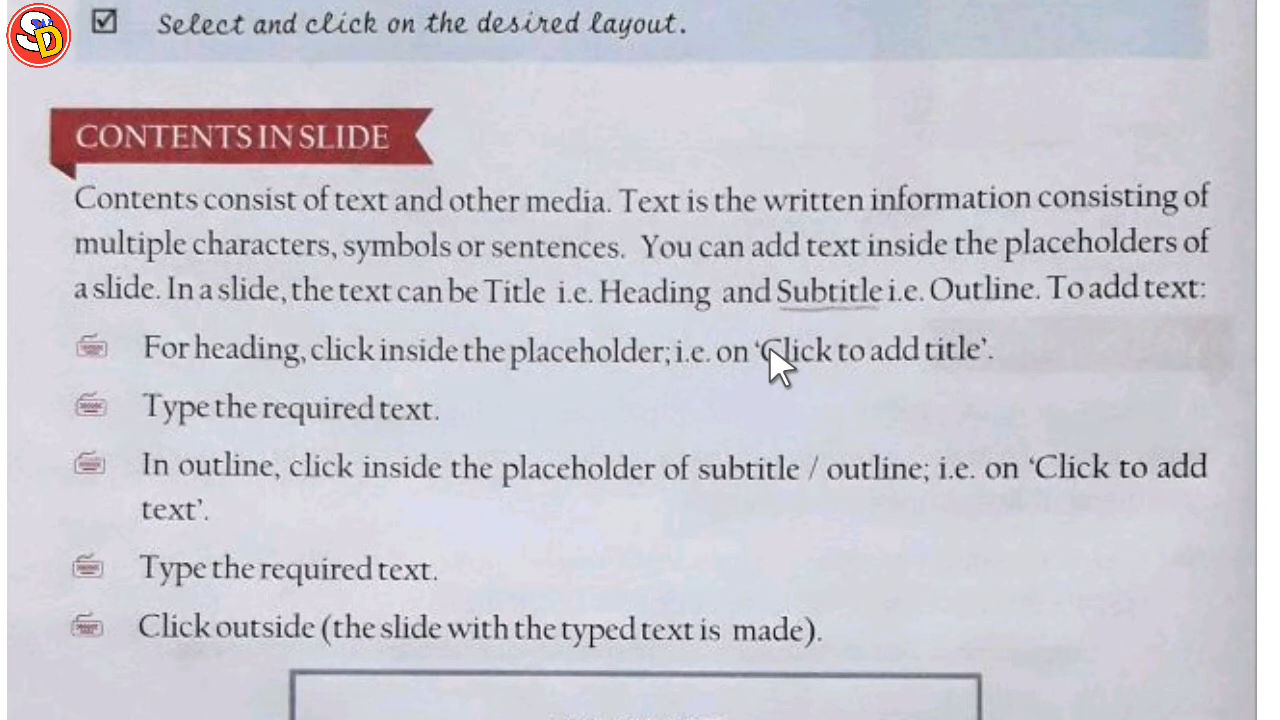 SD
Select and click on the desired layout.
CONTENTS IN SLIDE
Contents consist of text and other media. Text is the written information consisting of
multiple characters, symbols or sentences. You can add text inside the placeholders of
a slide. In a slide, the text can be Title i.e. Heading and Subtitle i.e. Outline. To add text:
For heading, click inside the placeholder; i.e. on ‘Click to add title’.
Type the required text.
In outline, click inside the placeholder of subtitle / outline; i.e. on ‘Click to add
text’.
Type the required text.
Click outside (the slide with the typed text is made).